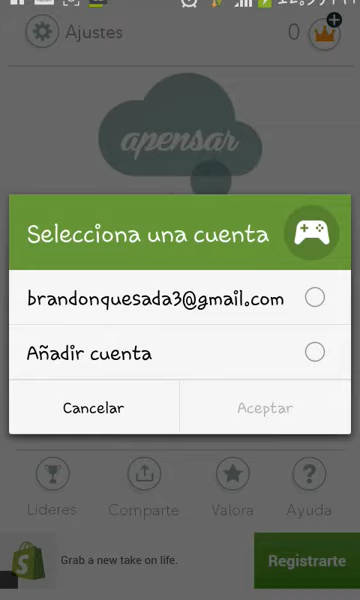 Ajustes
0
apensar
Selecciona una cuenta
brandonquesada3@gmail.com
Añadir cuenta
Cancelar
Aceptar
Líderes
Comparte
Valora
Ayuda
Grab a new take on life.
Registrarte